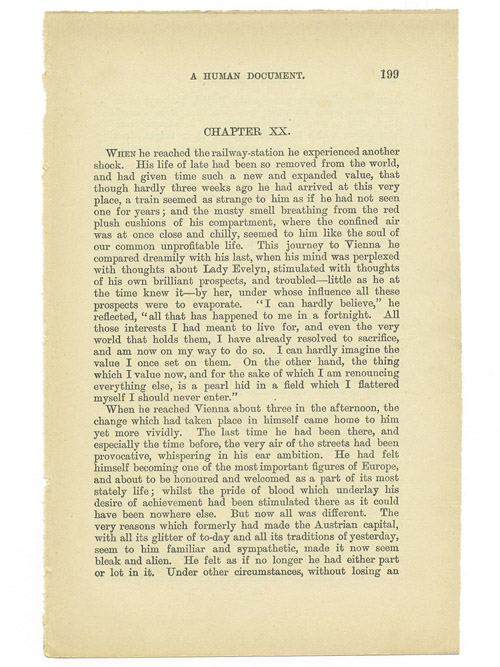 A HUMAN DOCUMENT. 199
CHAPTER XX.
WHEN he reached the railway-station he experienced another
shock. His life of late had been so removed from the world,
and had given time such a new and expanded value, that
though hardly three weeks ago he had arrived at this very
place, a train seemed as strange to him as if he had not seen
one for years; and the musty smell breathing from the red
plush cushions of his compartment, where the confined air
was at once close and chilly, seemed to him like the soul of
our common unprofitable life. This journey to Vienna he
compared dreamily with his last, when his mind was perplexed
with thoughts about Lady Evelyn, stimulated with thoughts
of his own brilliant prospects, and troubled—little as he at
the time knew it—by her, under whose influence all these
prospects were to evaporate. "I can hardly believe," he
reflected, "all that has happened to me in a fortnight. All
those interests I had meant to live for, and even the very
world that holds them, I have already resolved to sacrifice,
and am now on my way to do so. I can hardly imagine the
value I once set on them. On the other hand, the thing
which I value now, and for the sake of which I am renouncing
everything else, is a pearl hid in a field which I flattered
myself I should never enter."
When he reached Vienna about three in the afternoon, the
change which had taken place in himself came home to him
yet more vividly. The last time he had been there, and
especially the time before, the very air of the streets had been
provocative, whispering in his ear ambition. He had felt
himself becoming one of the most important figures of Europe,
and about to be honoured and welcomed as a part of its most
stately life; whilst the pride of blood which underlay his
desire of achievement had been stimulated there as it could
have been nowhere else. But now all was different. The
very reasons which formerly had made the Austrian capital,
with all its glitter of to-day and all its traditions of yesterday,
seem to him familiar and sympathetic, made it now seem
bleak and alien. He felt as if no longer he had either part
or lot in it. Under other circumstances, without losing an